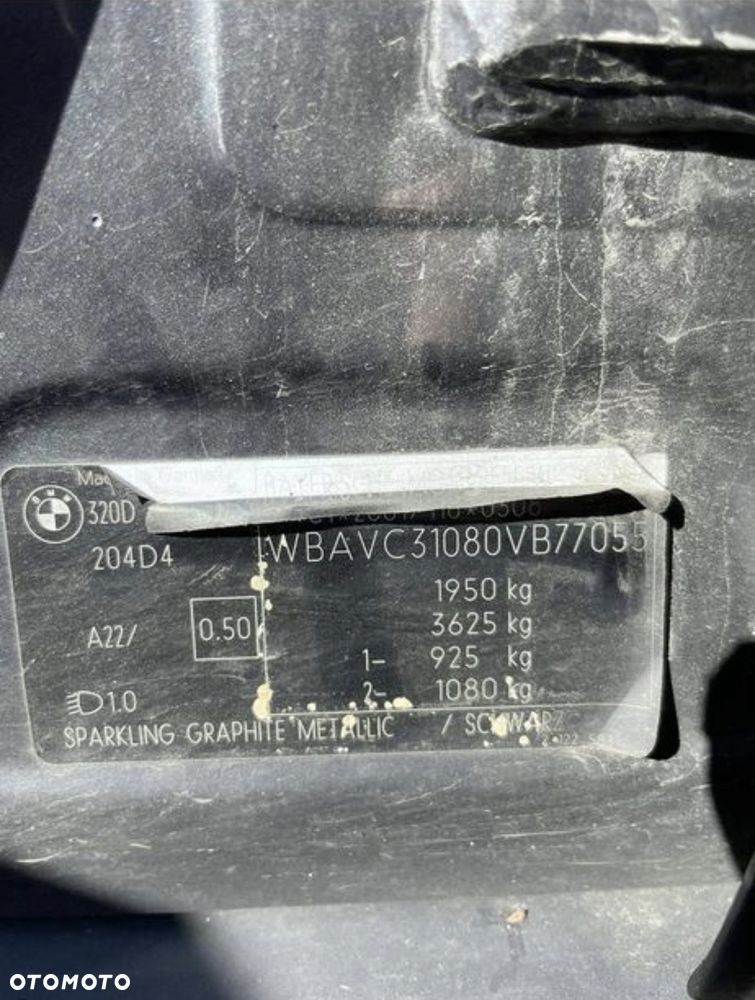 BMW
320D
WBAVC31080VB77055
204D4
1950 kg
0.50
3625 kg
A22/
1- 925 kg
1.0
2- 1080 kg
SPARKLING GRAPHITE METALLIC / SCHWARZ
OTOMOTO